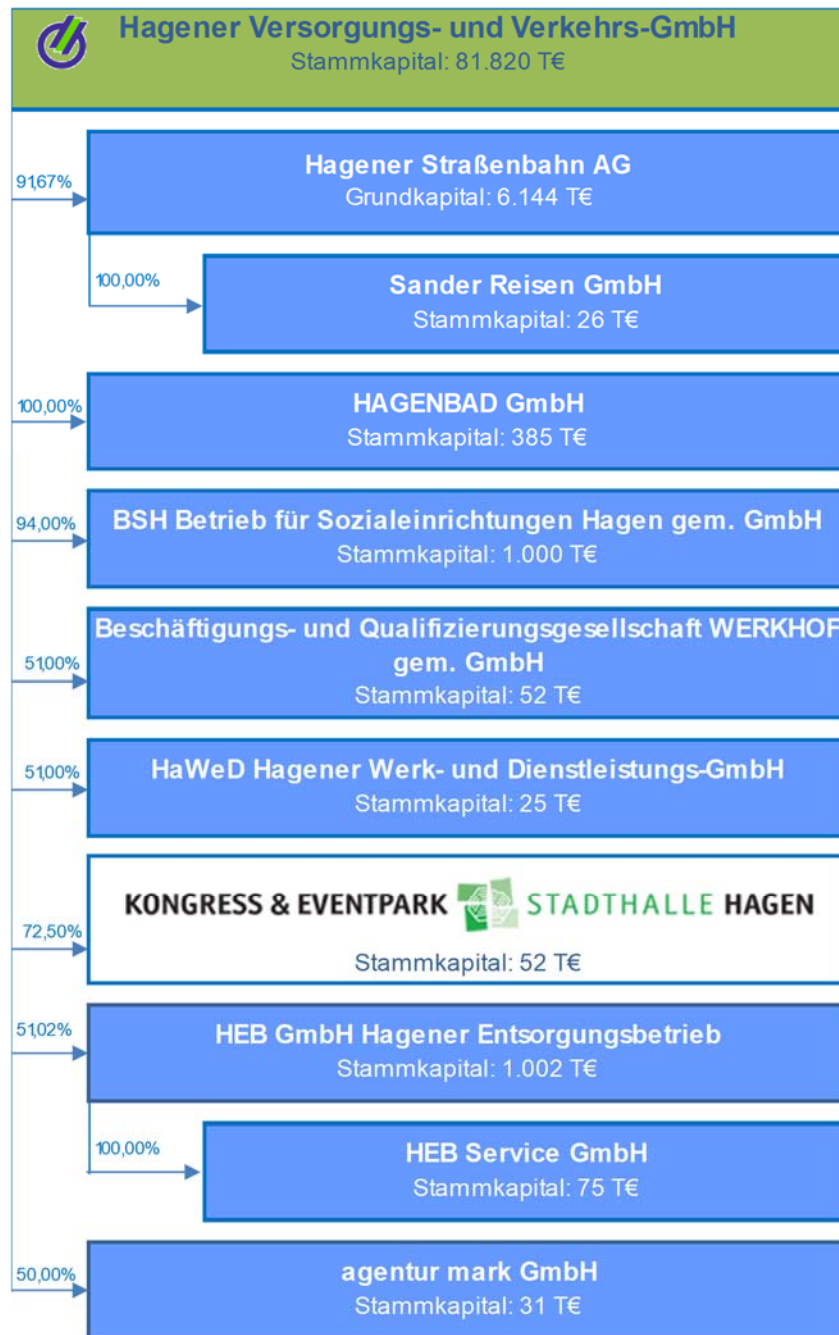 Hagener Versorgungs- und Verkehrs-GmbH
Stammkapital: 81.820 T€
91,67%
Hagener Straßenbahn AG
Grundkapital: 6.144 T€
100,00%
Sander Reisen GmbH
Stammkapital: 26 T€
100,00%
HAGENBAD GmbH
Stammkapital: 385 T€
94,00%
BSH Betrieb für Sozialeinrichtungen Hagen gem. GmbH
Stammkapital: 1.000 T€
51,00%
Beschäftigungs- und Qualifizierungsgesellschaft WERKHOF
gem. GmbH
Stammkapital: 52 T€
51,00%
HaWeD Hagener Werk- und Dienstleistungs-GmbH
Stammkapital: 25 T€
72,50%
KONGRESS & EVENTPARK STADTHALLE HAGEN
Stammkapital: 52 T€
51,02%
HEB GmbH Hagener Entsorgungsbetrieb
Stammkapital: 1.002 T€
100,00%
HEB Service GmbH
Stammkapital: 75 T€
50,00%
agentur mark GmbH
Stammkapital: 31 T€